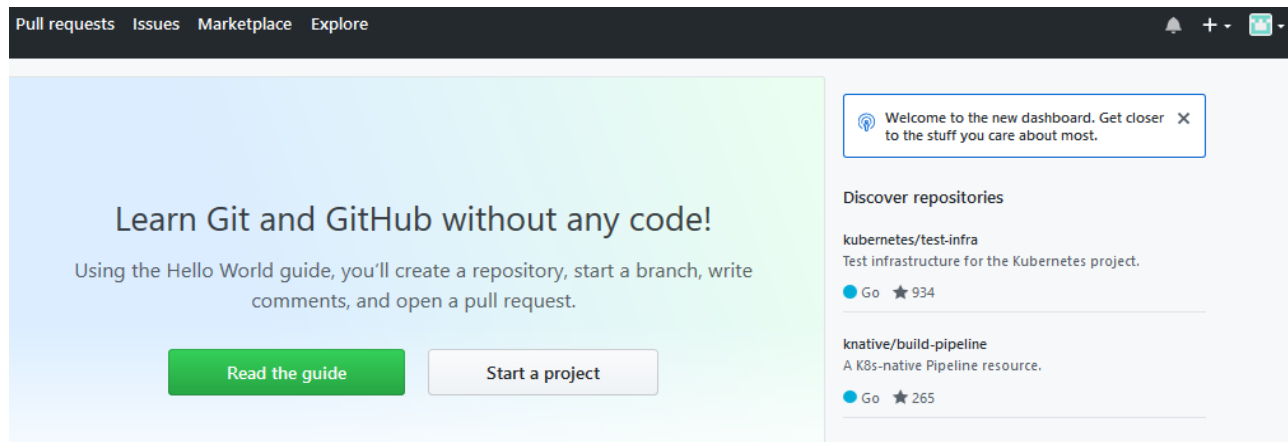 Pull requests Issues Marketplace Explore
Learn Git and GitHub without any code!
Using the Hello World guide, you'll create a repository, start a branch, write
comments, and open a pull request.
Read the guide
Start a project
Welcome to the new dashboard. Get closer
to the stuff you care about most.
Discover repositories
kubernetes/test-infra
Test infrastructure for the Kubernetes project.
Go ★ 934
knative/build-pipeline
A K8s-native Pipeline resource.
Go ★ 265